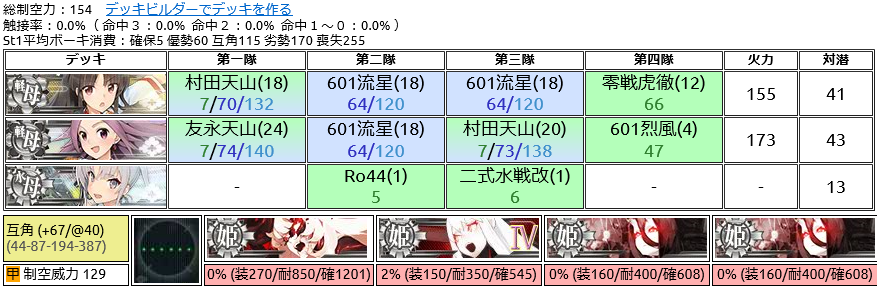 総制空力：154 デッキビルダーでデッキを作る
触接率：0.0% ( 命中３：0.0% 命中２：0.0% 命中１～０：0.0% )
St1平均ボーキ消費：確保5 優勢60 互角115 劣勢170 喪失255
デッキ 第一隊 第二隊 第三隊 第四隊 火力 対潜
軽母 村田天山(18) 601流星(18) 601流星(18) 零戦虎徹(12) 155 41
7/70/132 64/120 64/120 66
軽母 友永天山(24) 601流星(18) 村田天山(20) 601烈風(4) 173 43
7/74/140 64/120 7/73/138 47
水母 - Ro44(1) 二式水戦改(1) - - 13
5 6
互角 (+67/@40) 姫 姫 IV 姫 姫
(44-87-194-387)
甲 制空威力 129 0% (装270/耐850/確1201) 2% (装150/耐350/確545) 0% (装160/耐400/確608) 0% (装160/耐400/確608)